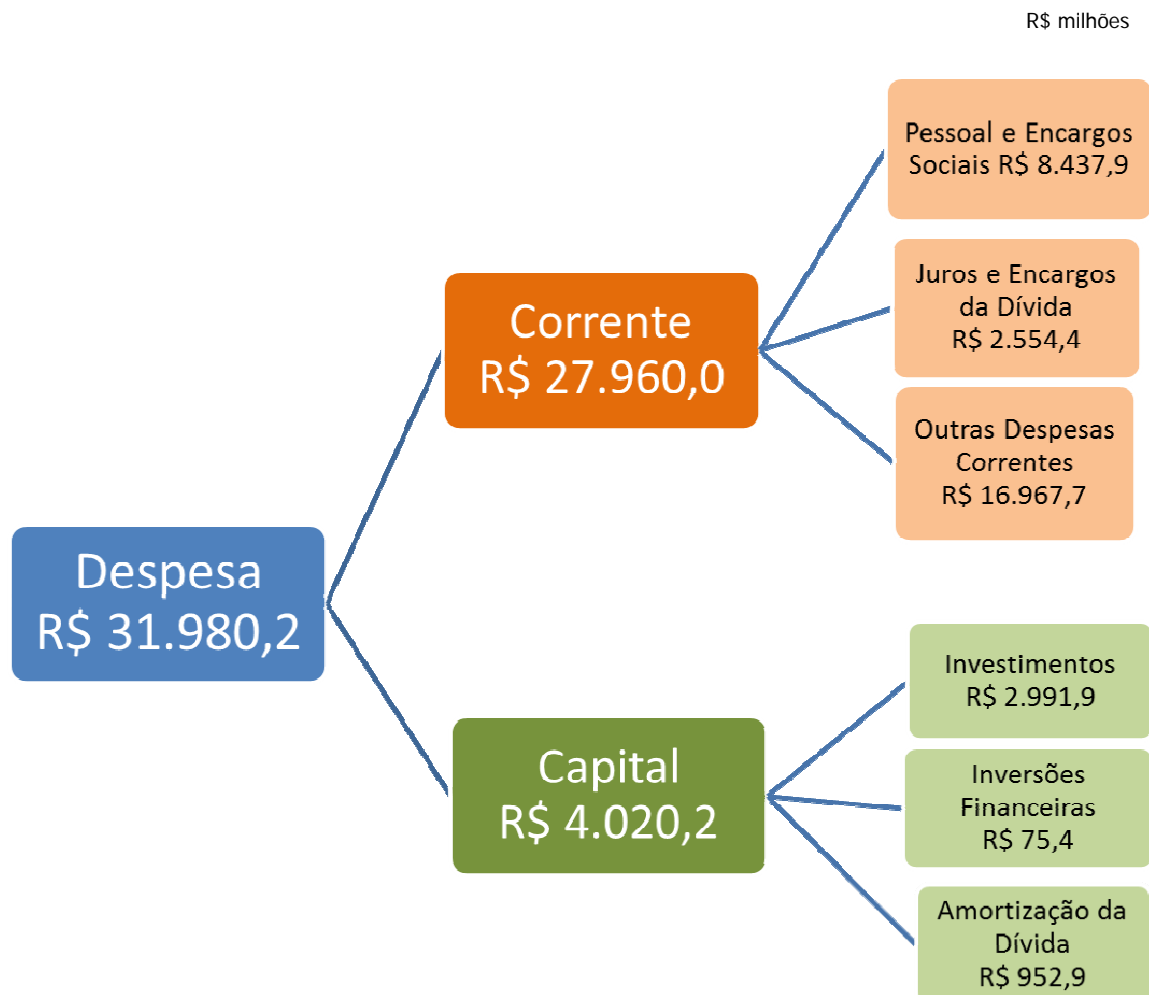 R$ milhões
Pessoal e Encargos
Sociais R$ 8.437,9
Juros e Encargos
da Dívida
R$ 2.554,4
Corrente
R$ 27.960,0
Outras Despesas
Correntes
R$ 16.967,7
Despesa
R$ 31.980,2
Investimentos
R$ 2.991,9
Capital
R$ 4.020,2
Inversões
Financeiras
R$ 75,4
Amortização da
Dívida
R$ 952,9